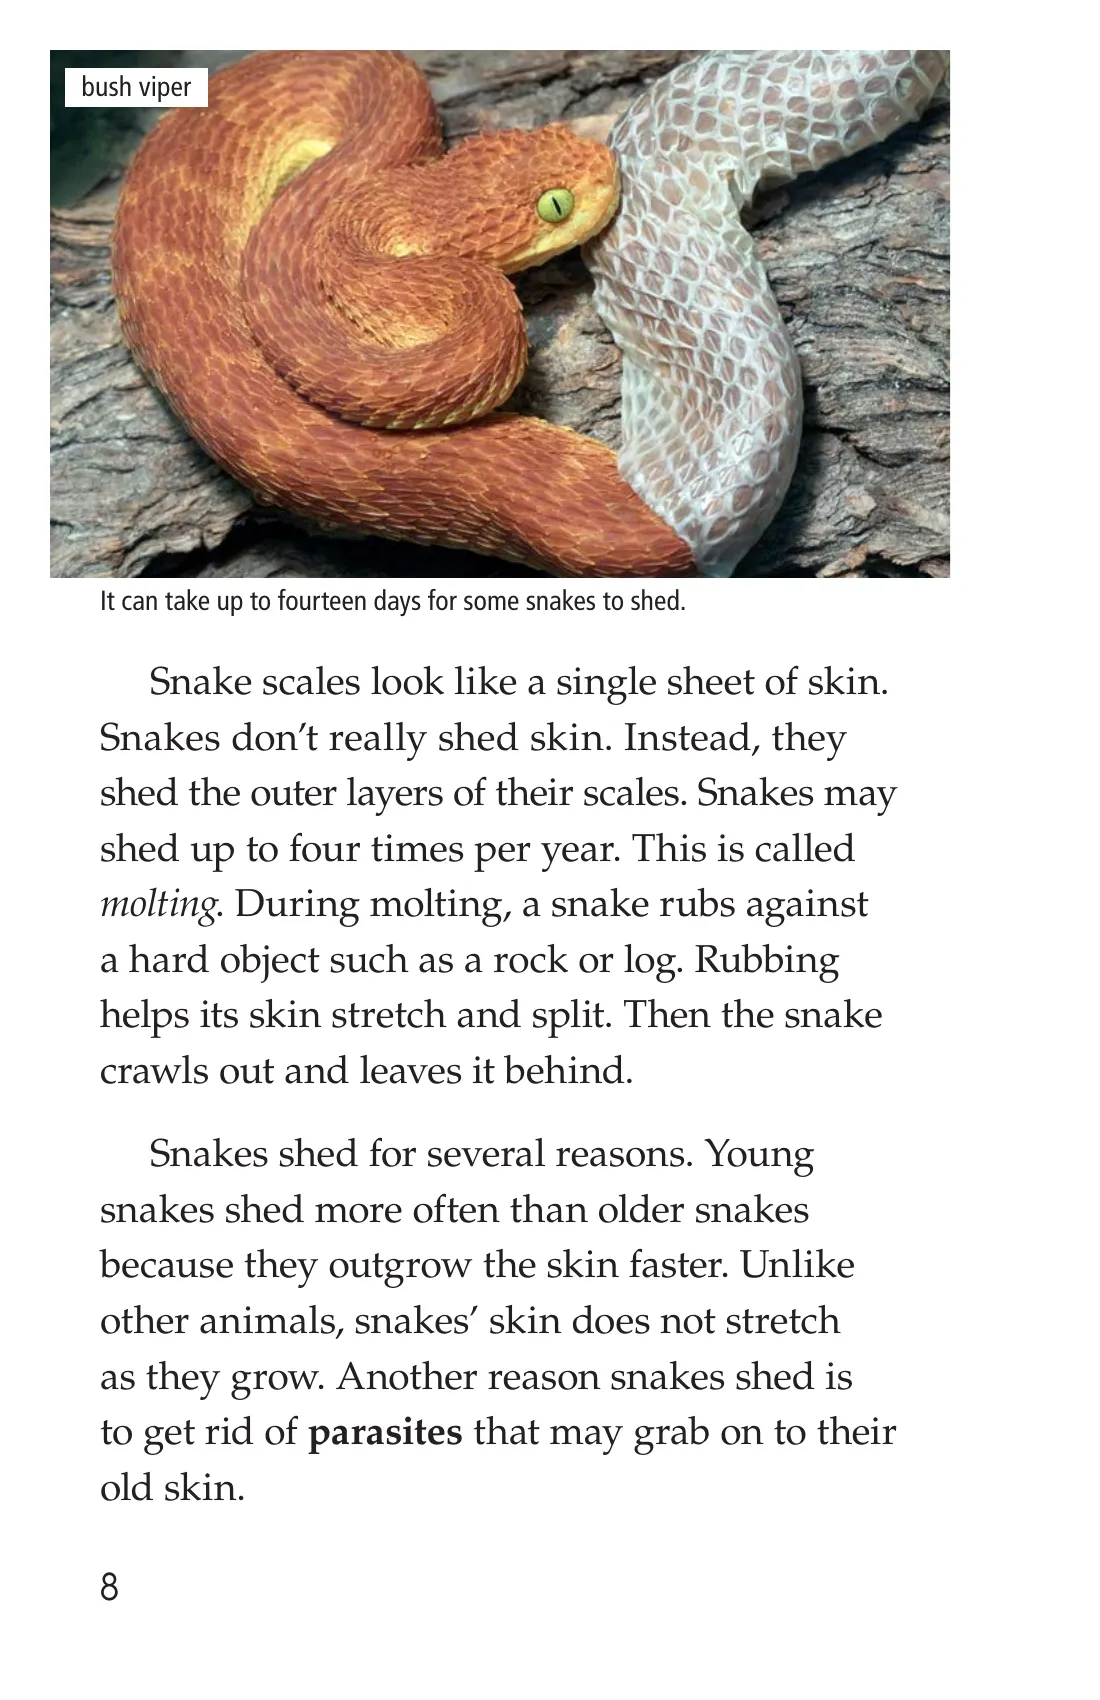 bush viper
It can take up to fourteen days for some snakes to shed.
Snake scales look like a single sheet of skin.
Snakes don’t really shed skin. Instead, they
shed the outer layers of their scales. Snakes may
shed up to four times per year. This is called
molting. During molting, a snake rubs against
a hard object such as a rock or log. Rubbing
helps its skin stretch and split. Then the snake
crawls out and leaves it behind.
Snakes shed for several reasons. Young
snakes shed more often than older snakes
because they outgrow the skin faster. Unlike
other animals, snakes’ skin does not stretch
as they grow. Another reason snakes shed is
to get rid of parasites that may grab on to their
old skin.
8